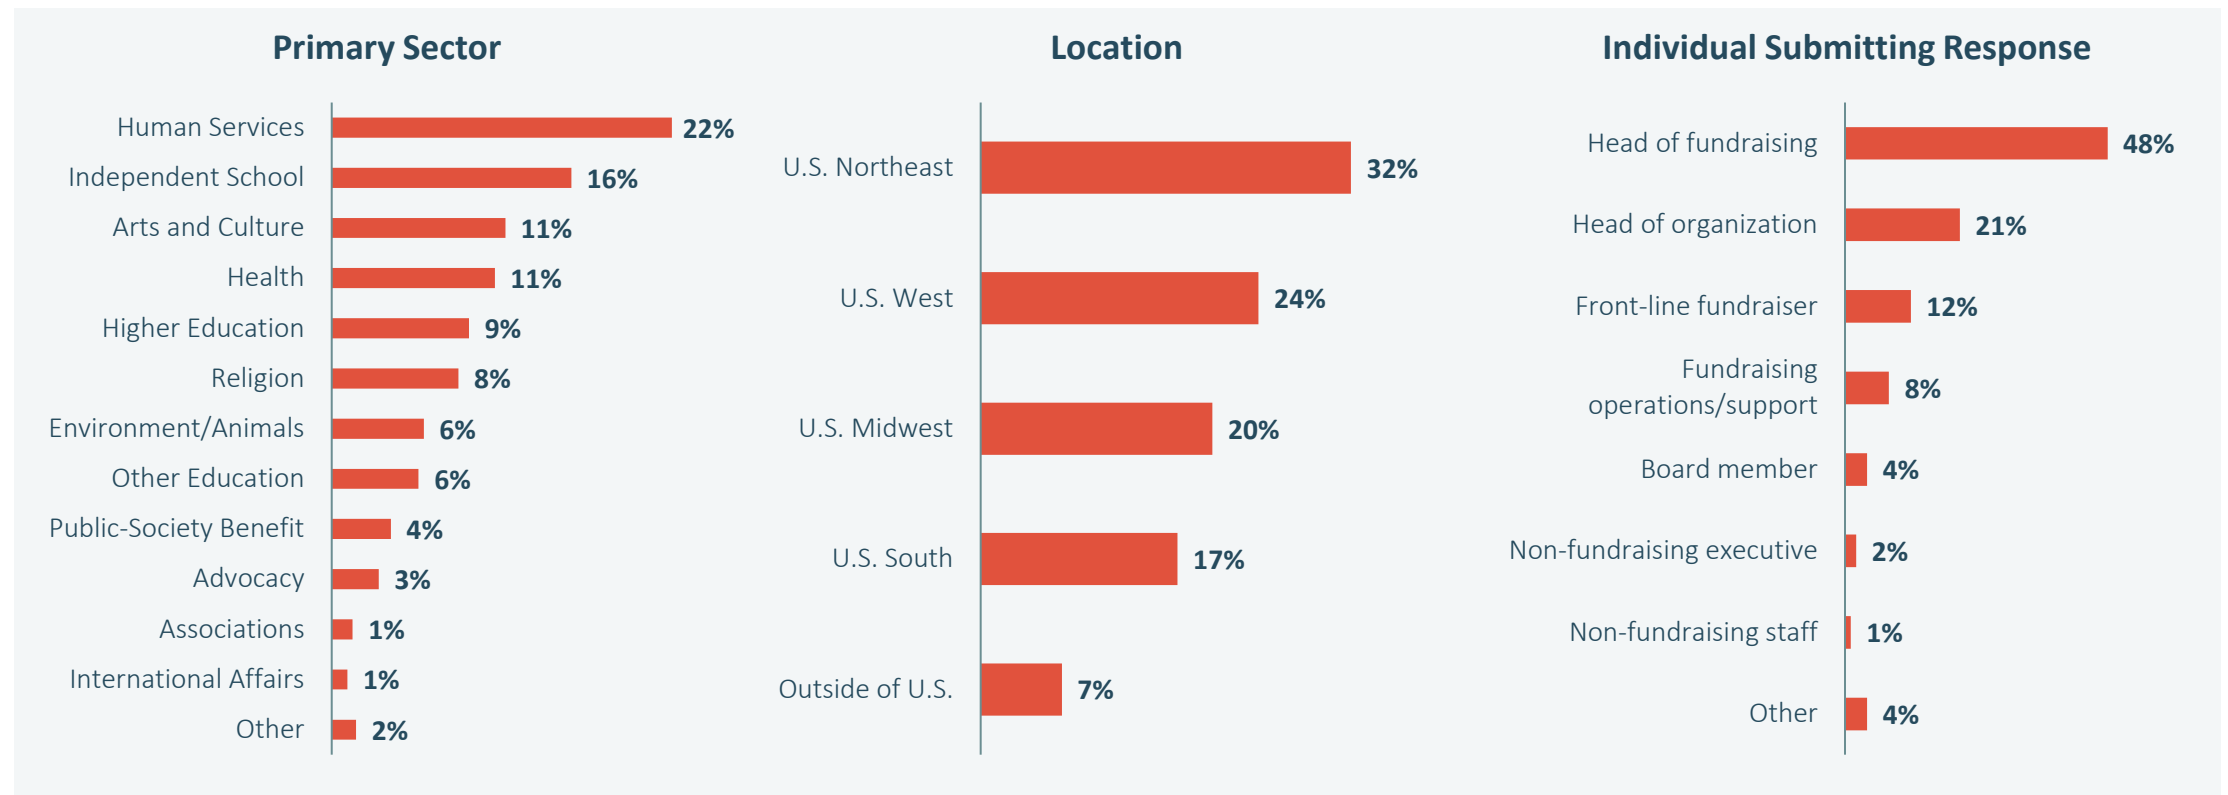 Primary Sector
Human Services 22%
Independent School 16%
Arts and Culture 11%
Health 11%
Higher Education 9%
Religion 8%
Environment/Animals 6%
Other Education 6%
Public-Society Benefit 4%
Advocacy 3%
Associations 1%
International Affairs 1%
Other 2%
Location
U.S. Northeast 32%
U.S. West 24%
U.S. Midwest 20%
U.S. South 17%
Outside of U.S. 7%
Individual Submitting Response
Head of fundraising 48%
Head of organization 21%
Front-line fundraiser 12%
Fundraising
operations/support 8%
Board member 4%
Non-fundraising executive 2%
Non-fundraising staff 1%
Other 4%